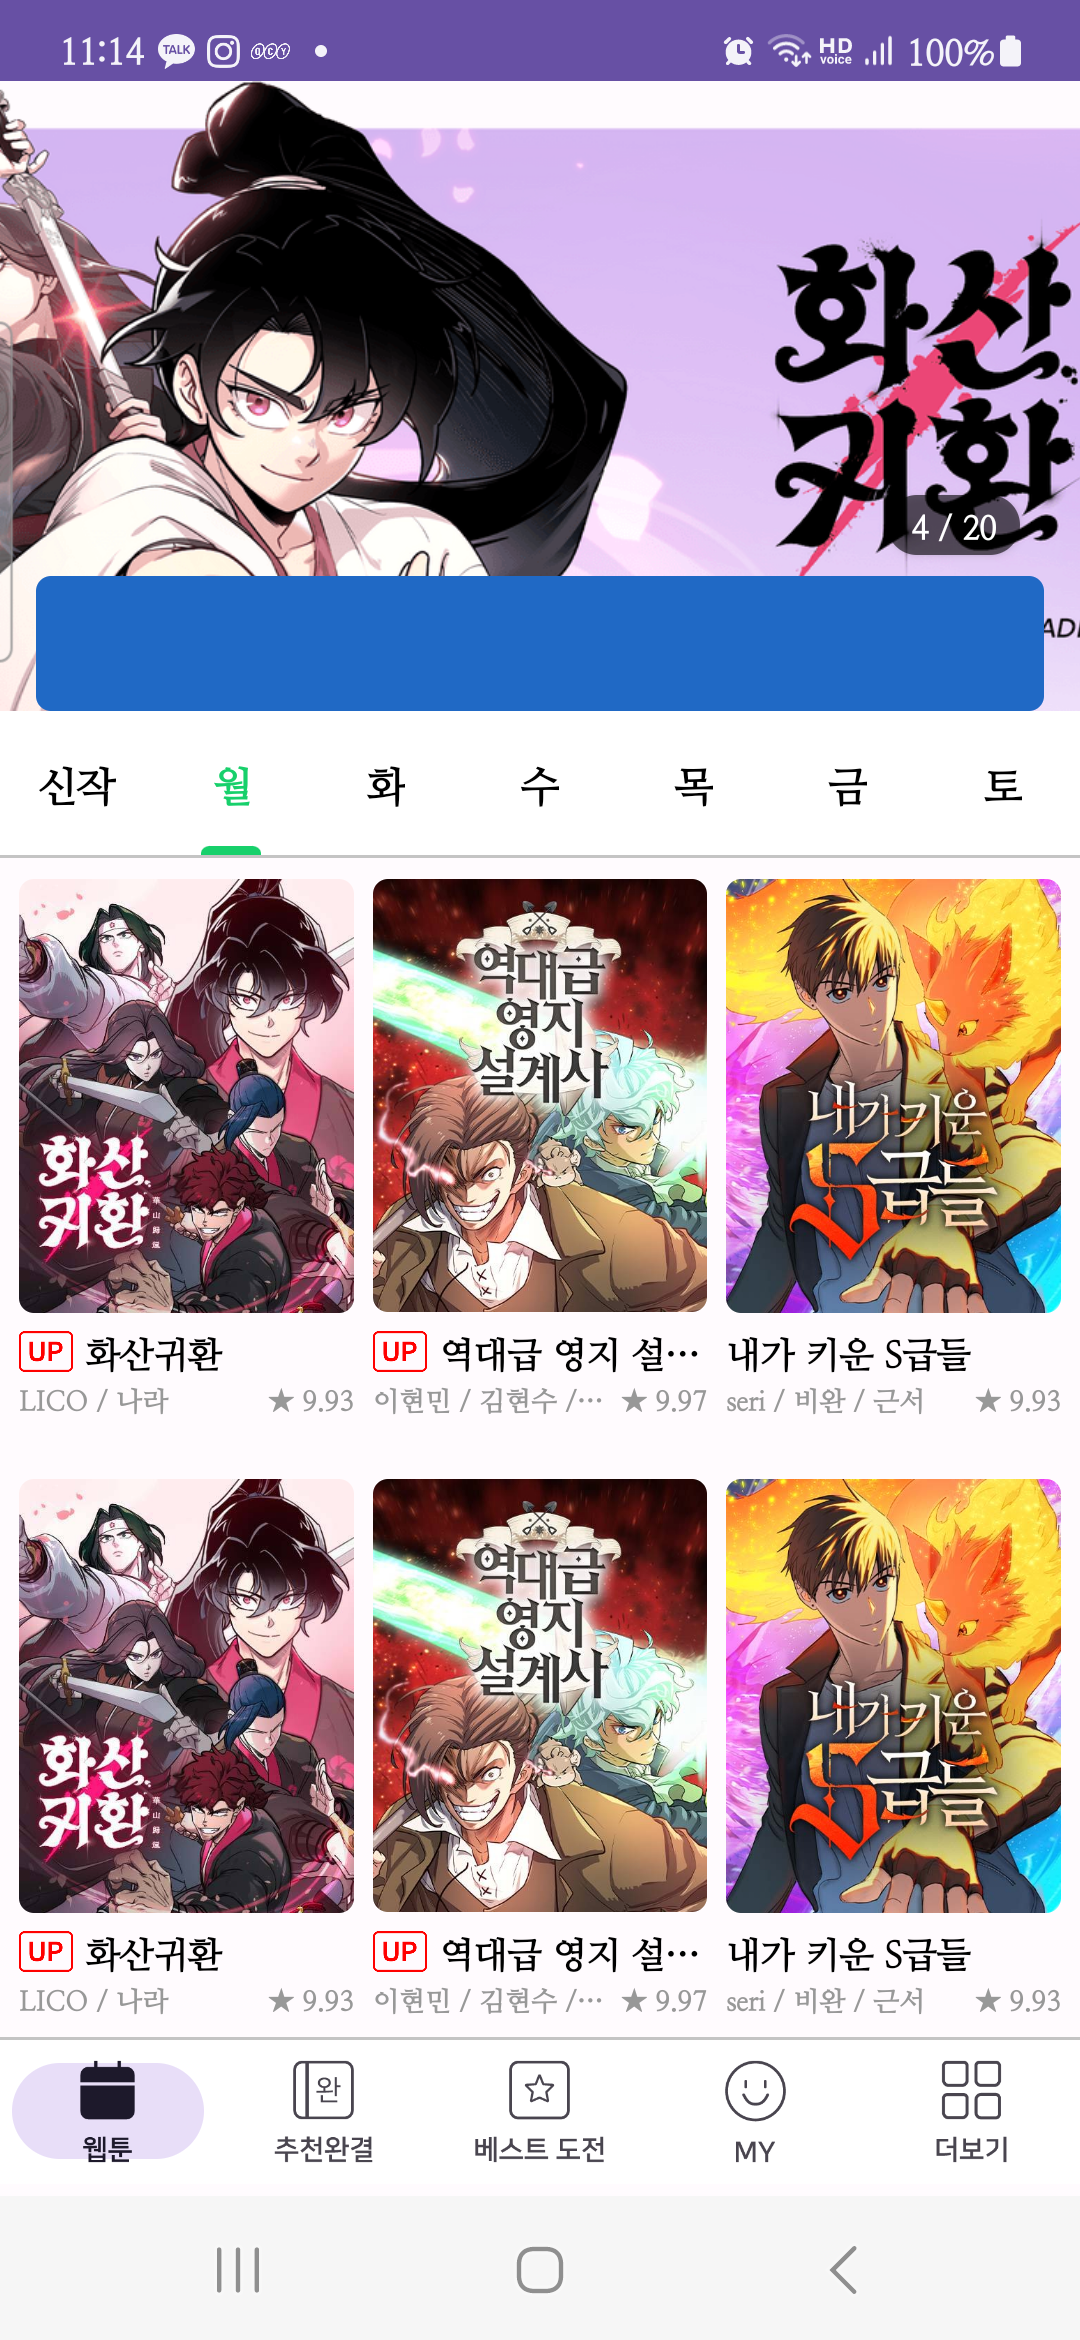 11:14 TALK QCY HD voice 100%
화산
귀환
4 / 20
신작 월 화 수 목 금 토
화산
귀환
역대급
영지
설계사
내가 키운
S급들
UP 화산귀환
LICO / 나라 ★ 9.93
UP 역대급 영지 설…
이현민 / 김현수 /… ★ 9.97
내가 키운 S급들
seri / 비완 / 근서 ★ 9.93
화산
귀환
역대급
영지
설계사
내가 키운
S급들
UP 화산귀환
LICO / 나라 ★ 9.93
UP 역대급 영지 설…
이현민 / 김현수 /… ★ 9.97
내가 키운 S급들
seri / 비완 / 근서 ★ 9.93
완
웹툰 추천완결 베스트 도전 MY 더보기